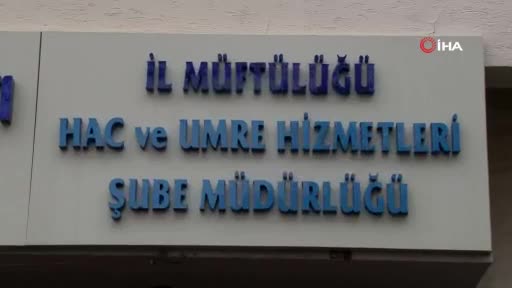 İHA
İL MÜFTÜLÜĞÜ
HAC ve UMRE HİZMETLERİ
ŞUBE MÜDÜRLÜĞÜ